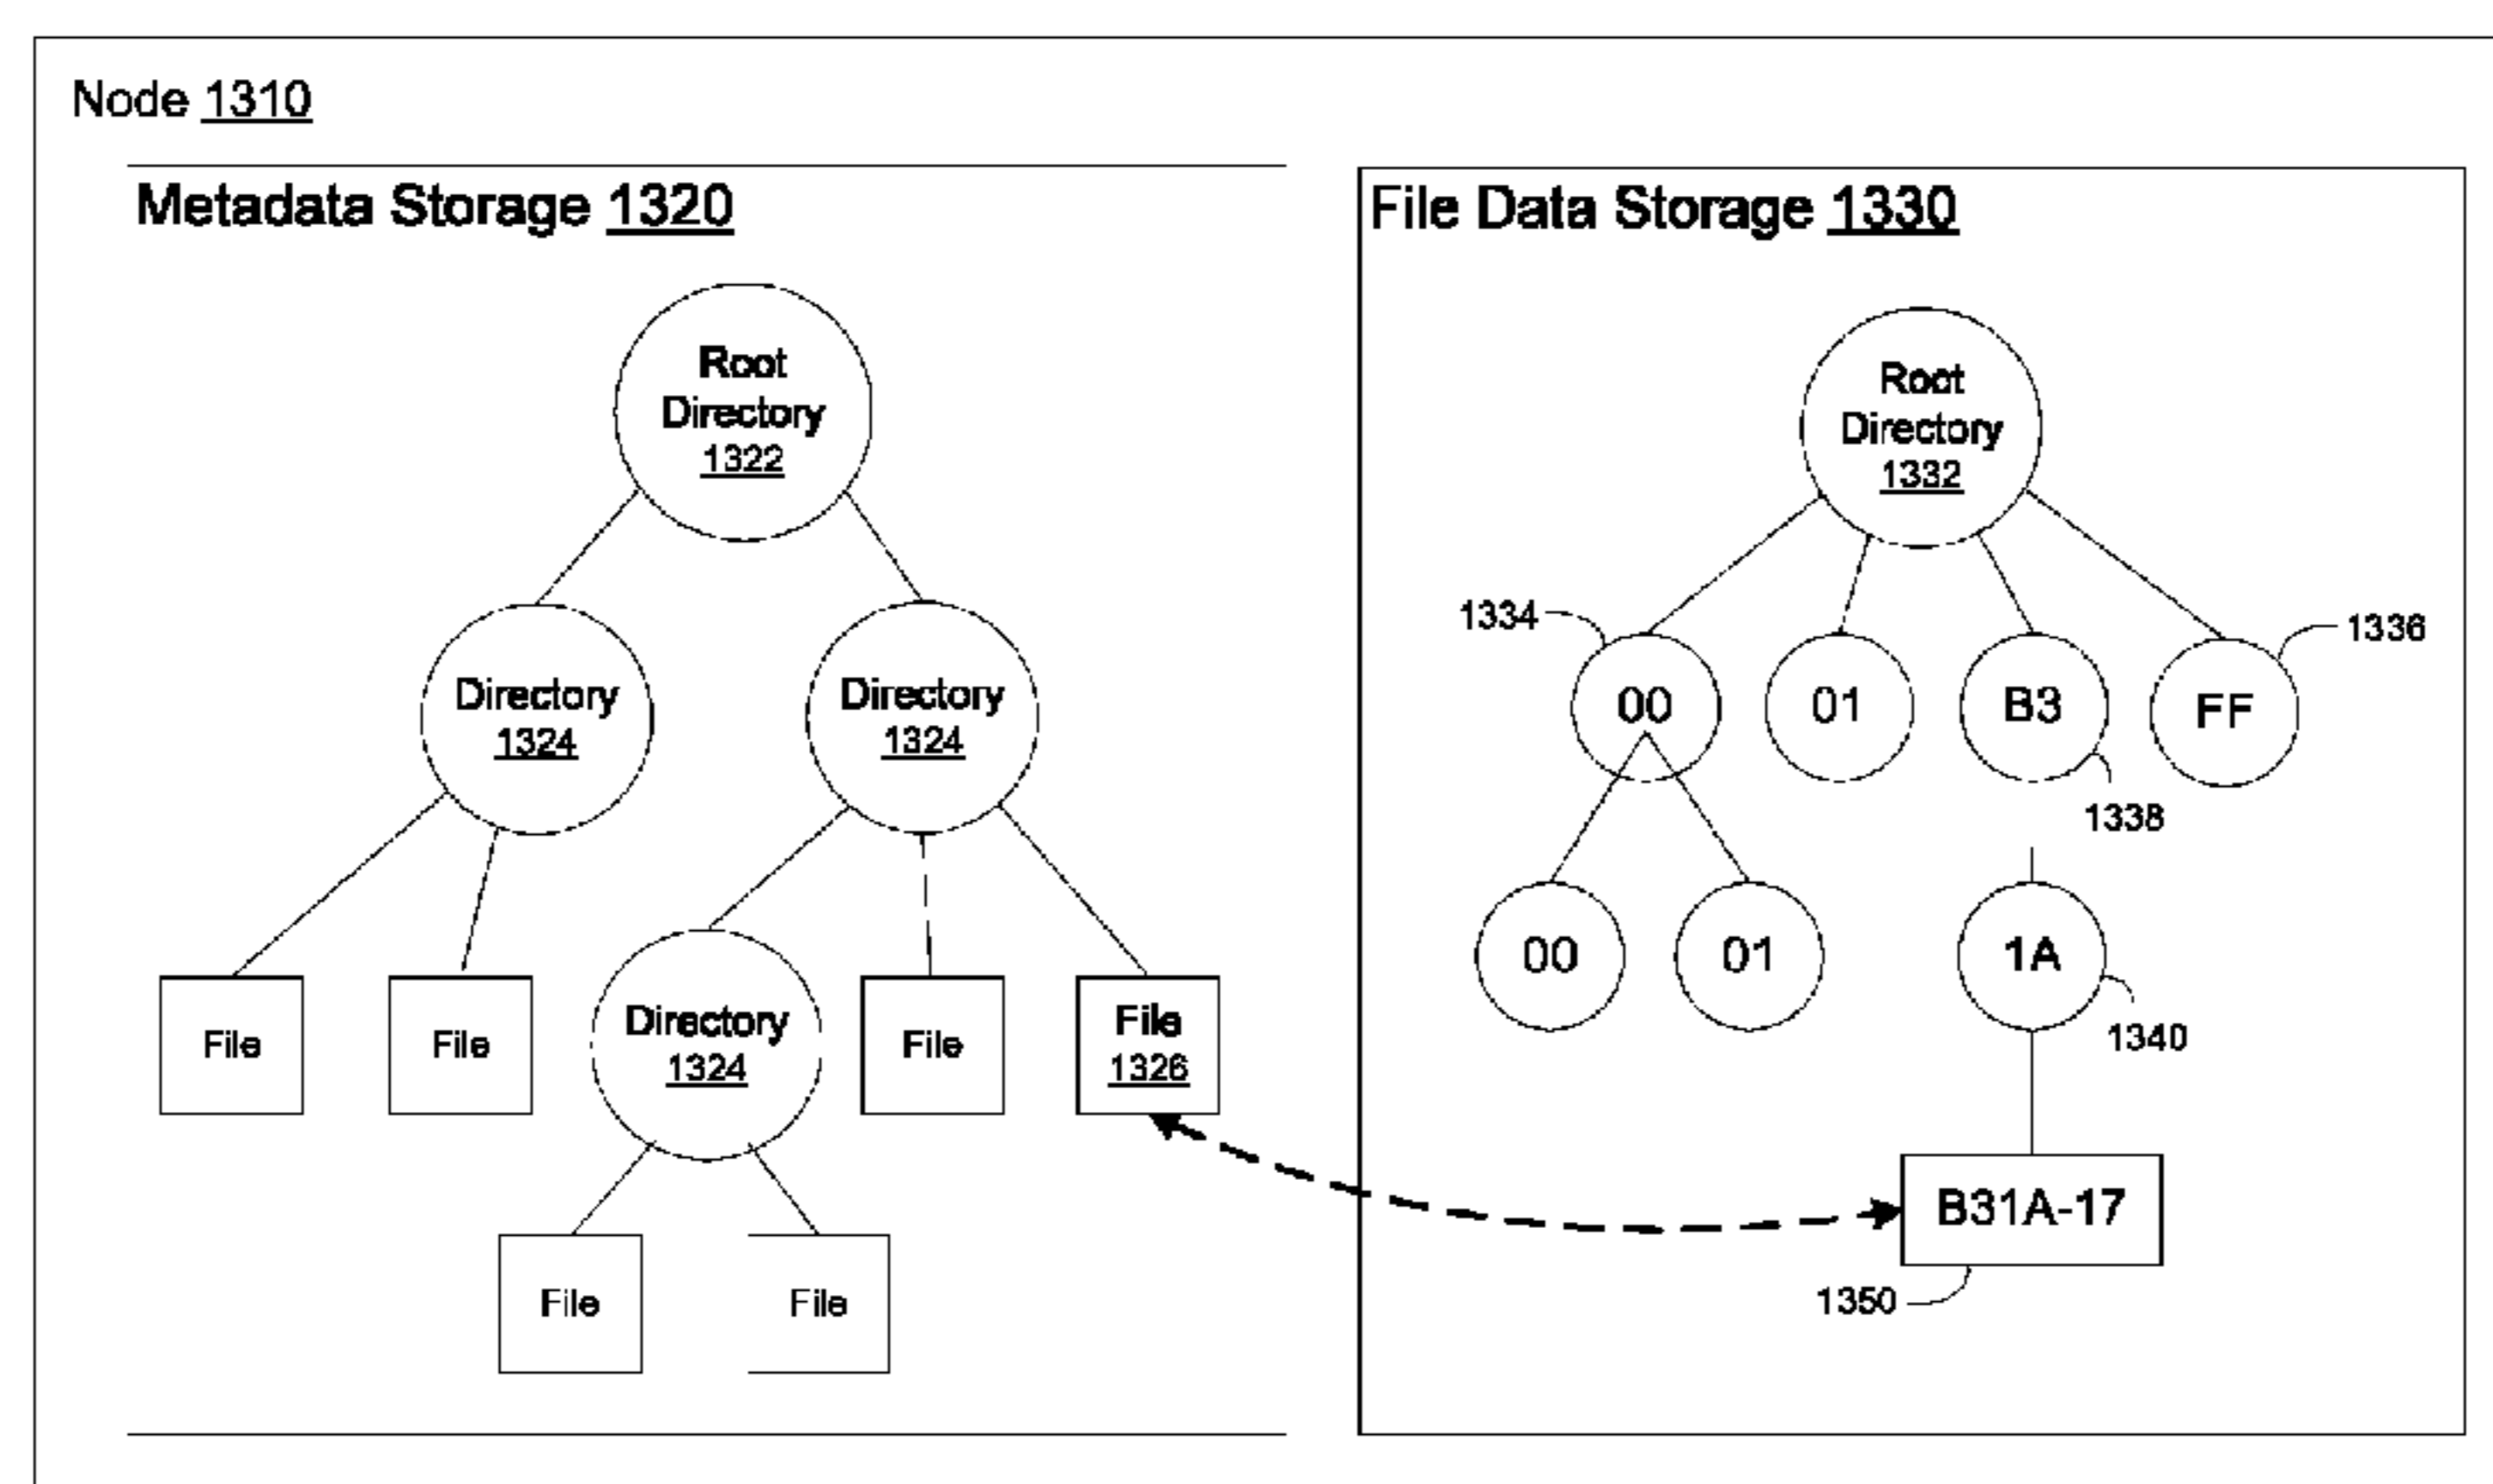 Node 1310
Metadata Storage 1320
Root
Directory
1322
Directory
1324
Directory
1324
File
File
Directory
1324
File
File
1326
File
File
File Data Storage 1330
Root
Directory
1332
1334
1336
00
01
B3
FF
1338
00
01
1A
1340
B31A-17
1350